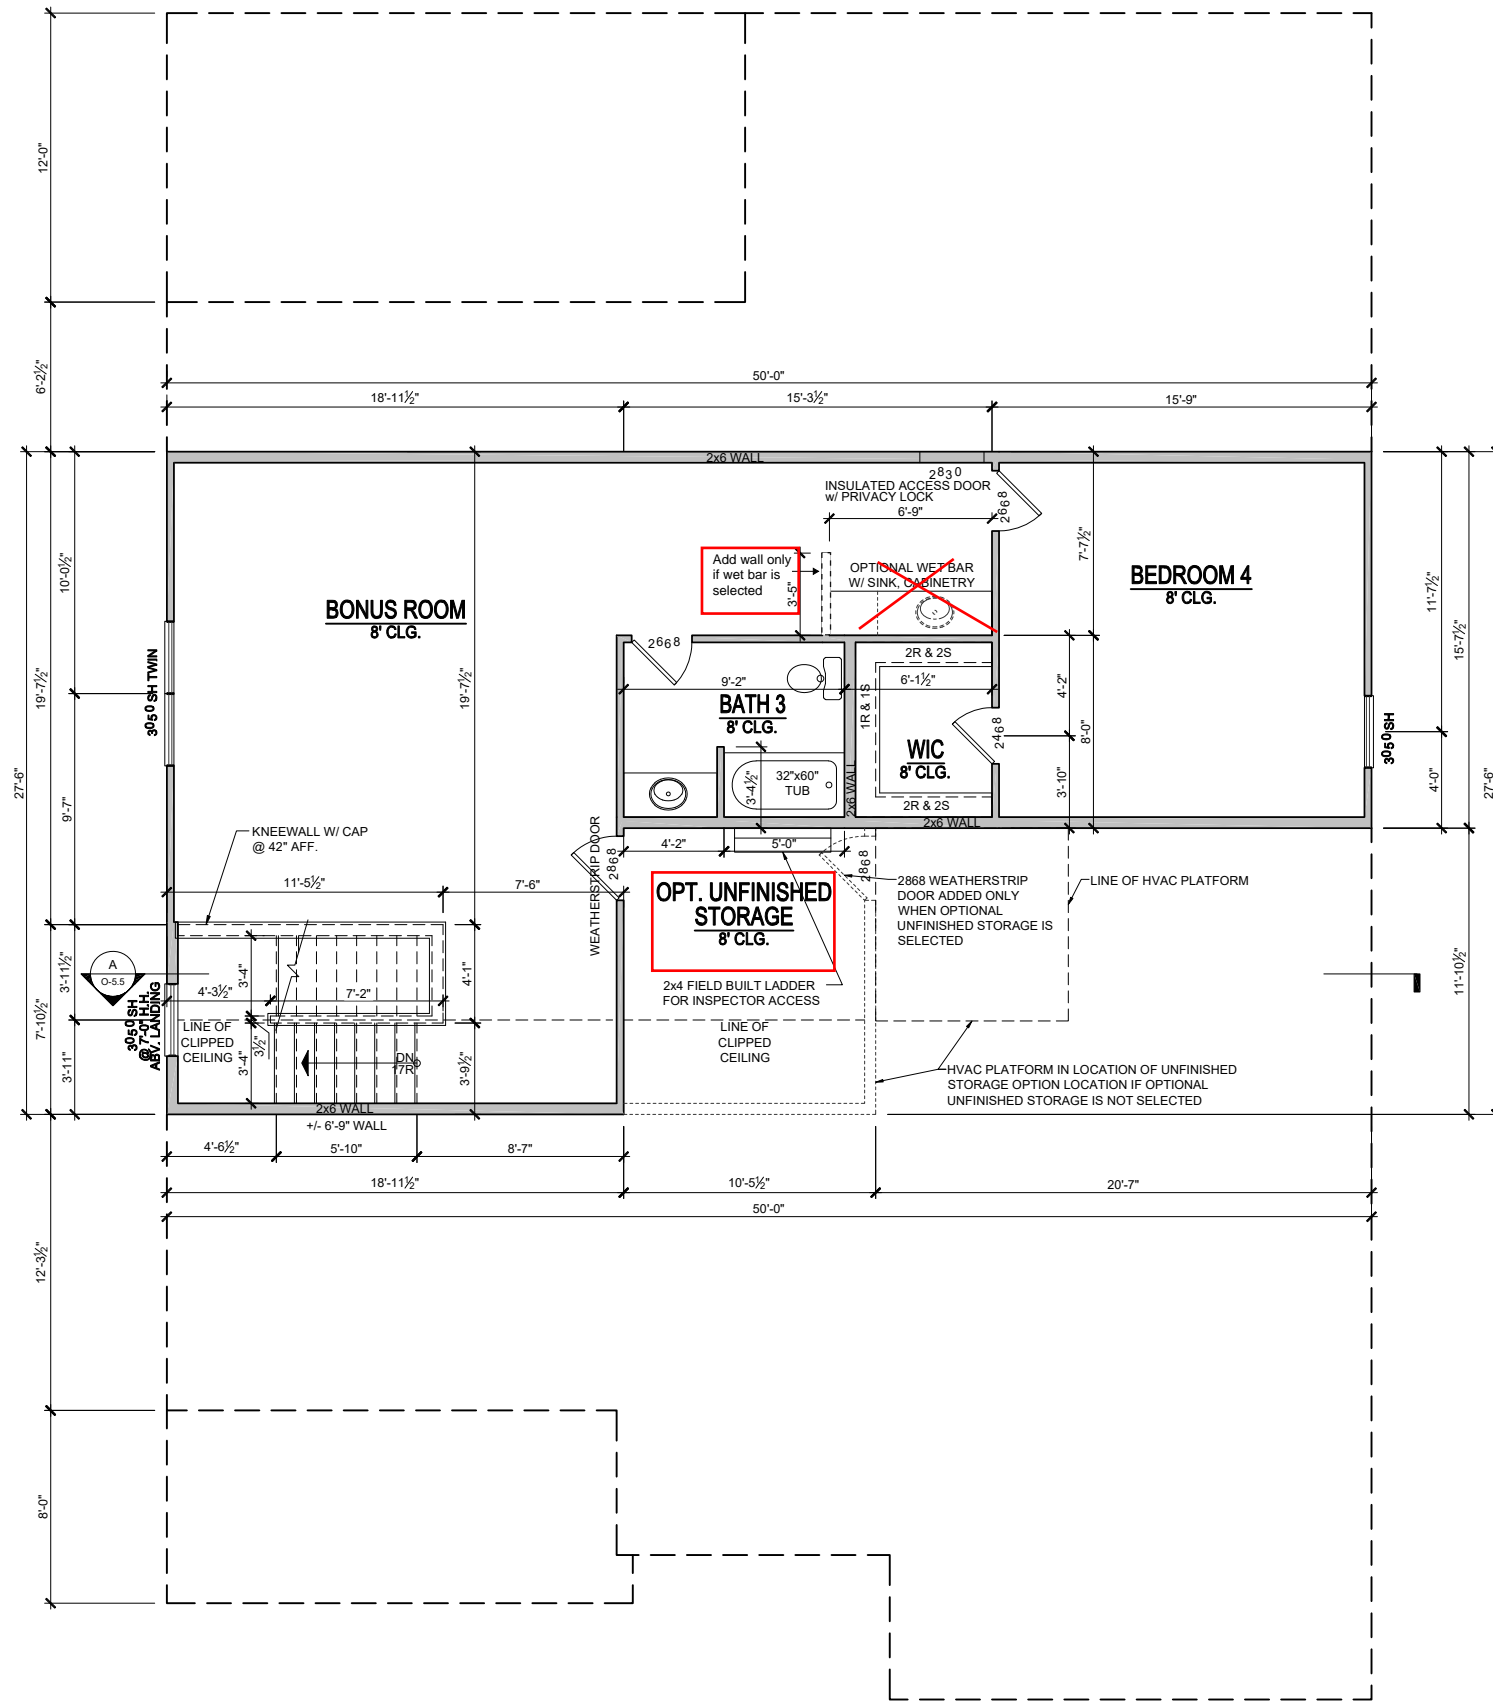 12'-0"
6'-2½"
50'-0"
18'-11½"
15'-3½"
15'-9"
2x6 WALL
2830
INSULATED ACCESS DOOR
w/ PRIVACY LOCK
6'-9"
2668
7'-7½"
Add wall only
if wet bar is
selected
3'-5"
OPTIONAL WET BAR
W/ SINK, CABINETRY
BEDROOM 4
8' CLG.
BONUS ROOM
8' CLG.
10'-0½"
19'-7½"
27'-6"
9'-7"
3050 SH TWIN
19'-7½"
2668
9'-2"
BATH 3
8' CLG.
32"x60"
TUB
3'-4½"
2x6 WALL
2R & 2S
6'-1½"
1R & 1S
WIC
8' CLG.
2R & 2S
2468
4'-2"
8'-0"
3'-10"
2x6 WALL
3050 SH
11'-7½"
15'-7½"
4'-0"
27'-6"
11'-10½"
KNEEWALL W/ CAP
@ 42" AFF.
11'-5½"
7'-6"
WEATHERSTRIP DOOR
2868
4'-2"
5'-0"
2868
OPT. UNFINISHED
STORAGE
8' CLG.
2868 WEATHERSTRIP
DOOR ADDED ONLY
WHEN OPTIONAL
UNFINISHED STORAGE IS
SELECTED
LINE OF HVAC PLATFORM
2x4 FIELD BUILT LADDER
FOR INSPECTOR ACCESS
A
O-5.5
3'-11½"
7'-10½"
3'-11"
3050 SH
@ 7'-0" H.H.
ABV. LANDING
4'-3½"
3'-4"
7'-2"
4'-1"
LINE OF
CLIPPED
CEILING
3½"
3'-4"
DN
17R
3'-9½"
LINE OF
CLIPPED
CEILING
HVAC PLATFORM IN LOCATION OF UNFINISHED
STORAGE OPTION LOCATION IF OPTIONAL
UNFINISHED STORAGE IS NOT SELECTED
2x6 WALL
+/- 6'-9" WALL
4'-6½"
5'-10"
8'-7"
18'-11½"
10'-5½"
20'-7"
50'-0"
12'-3½"
8'-0"